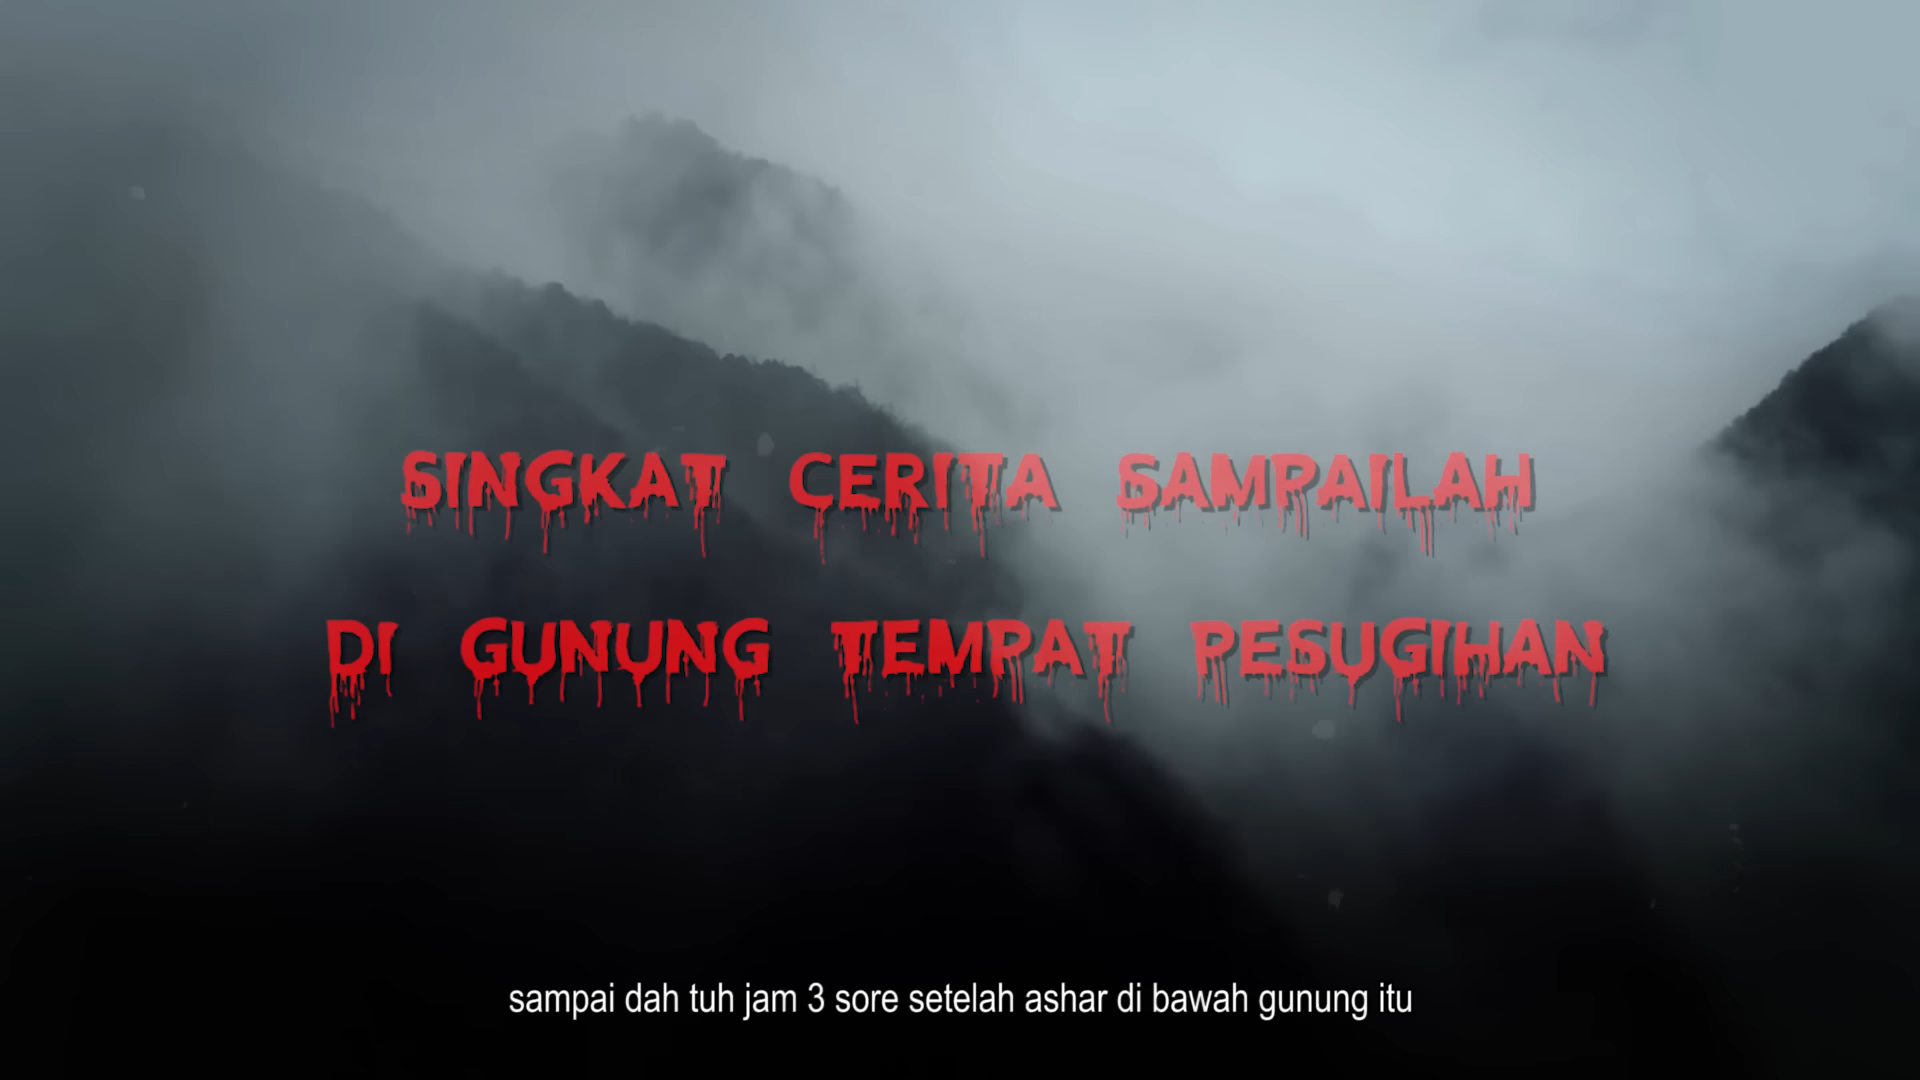 SINGKAT CERITA SAMPAILAH
DI GUNUNG TEMPAT PESUGIHAN
sampai dah tuh jam 3 sore setelah ashar di bawah gunung itu